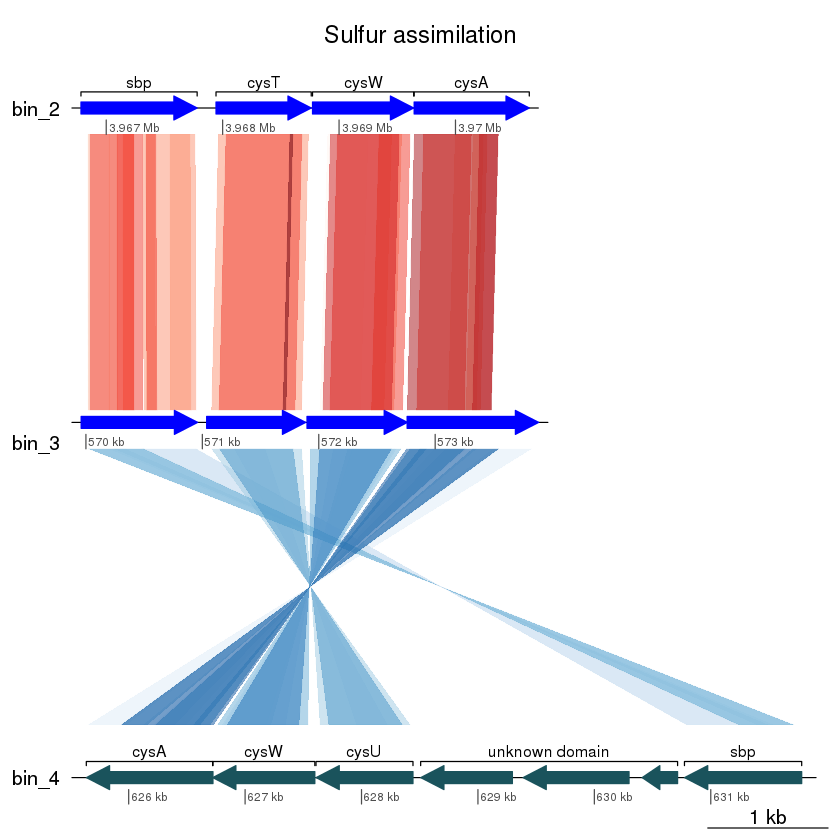 Sulfur assimilation
sbp cysT cysW cysA
bin_2
3.967 Mb 3.968 Mb 3.969 Mb 3.97 Mb
bin_3
570 kb 571 kb 572 kb 573 kb
cysA cysW cysU unknown domain sbp
bin_4
626 kb 627 kb 628 kb 629 kb 630 kb 631 kb
1 kb